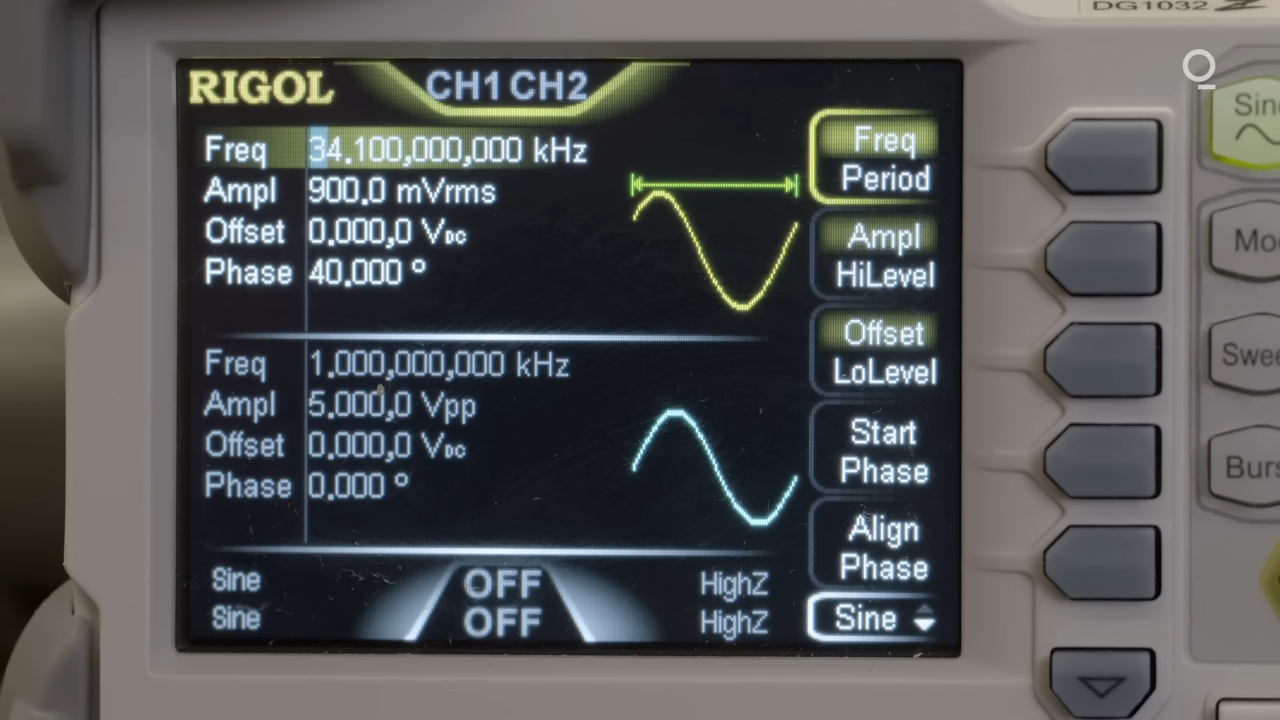 DG1032 Z
RIGOL
CH1 CH2
Freq 34.100,000,000 kHz
Ampl 900.0 mVrms
Offset 0.000,0 VDC
Phase 40.000 °
Freq 1.000,000,000 kHz
Ampl 5.000,0 Vpp
Offset 0.000,0 VDC
Phase 0.000 °
Sine OFF HighZ
Sine OFF HighZ
Freq
Period
Ampl
HiLevel
Offset
LoLevel
Start
Phase
Align
Phase
Sine